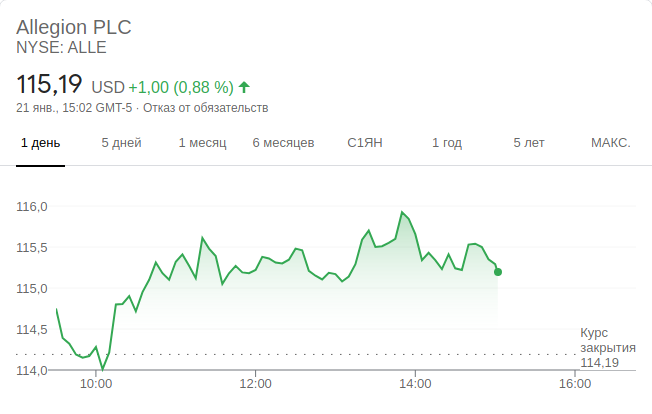 Allegion PLC
NYSE: ALLE
115,19 USD +1,00 (0,88 %)
21 янв., 15:02 GMT-5 · Отказ от обязательств
1 день 5 дней 1 месяц 6 месяцев С1ЯН 1 год 5 лет МАКС.
116,0
115,5
115,0
114,5
114,0
Курс
закрытия
114,19
10:00 12:00 14:00 16:00